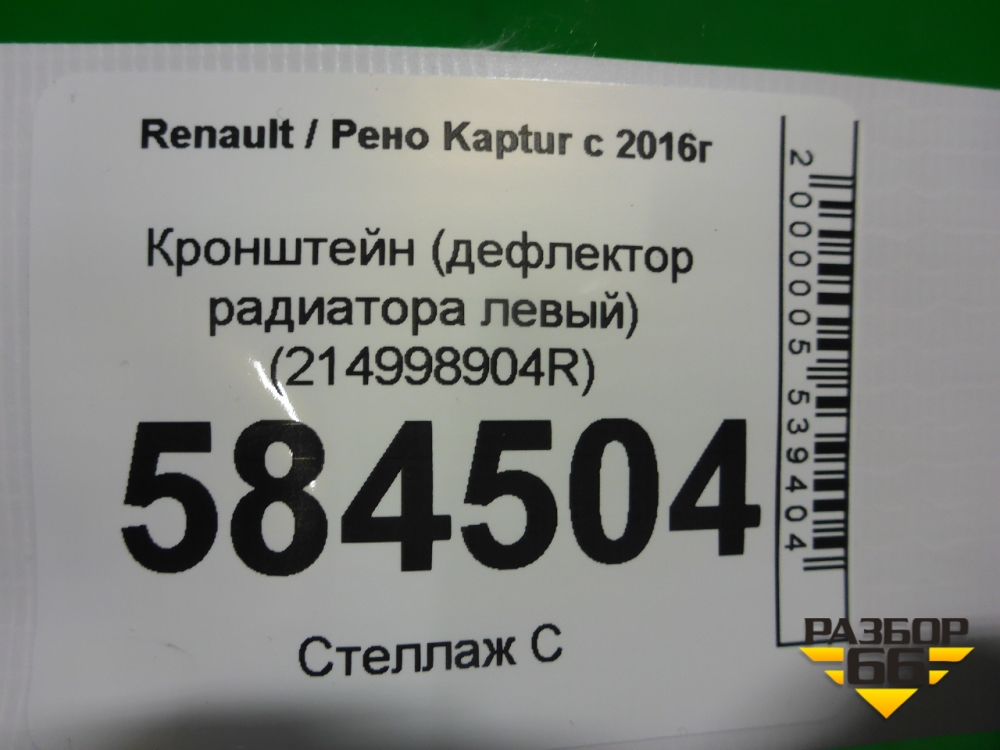 Renault / Рено Kaptur с 2016г
Кронштейн (дефлектор
радиатора левый)
(214998904R)
584504
Стеллаж С
2000005539404
РАЗБОР
66